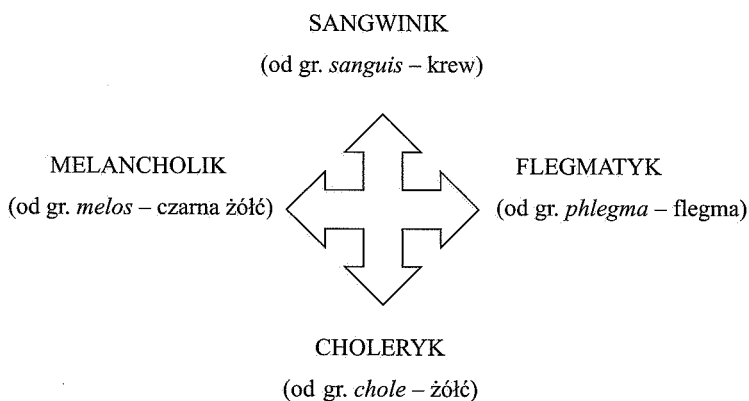 SANGWINIK
(od gr. sanguis – krew)
MELANCHOLIK
(od gr. melos – czarna żółć)
FLEGMATYK
(od gr. phlegma – flegma)
CHOLERYK
(od gr. chole – żółć)